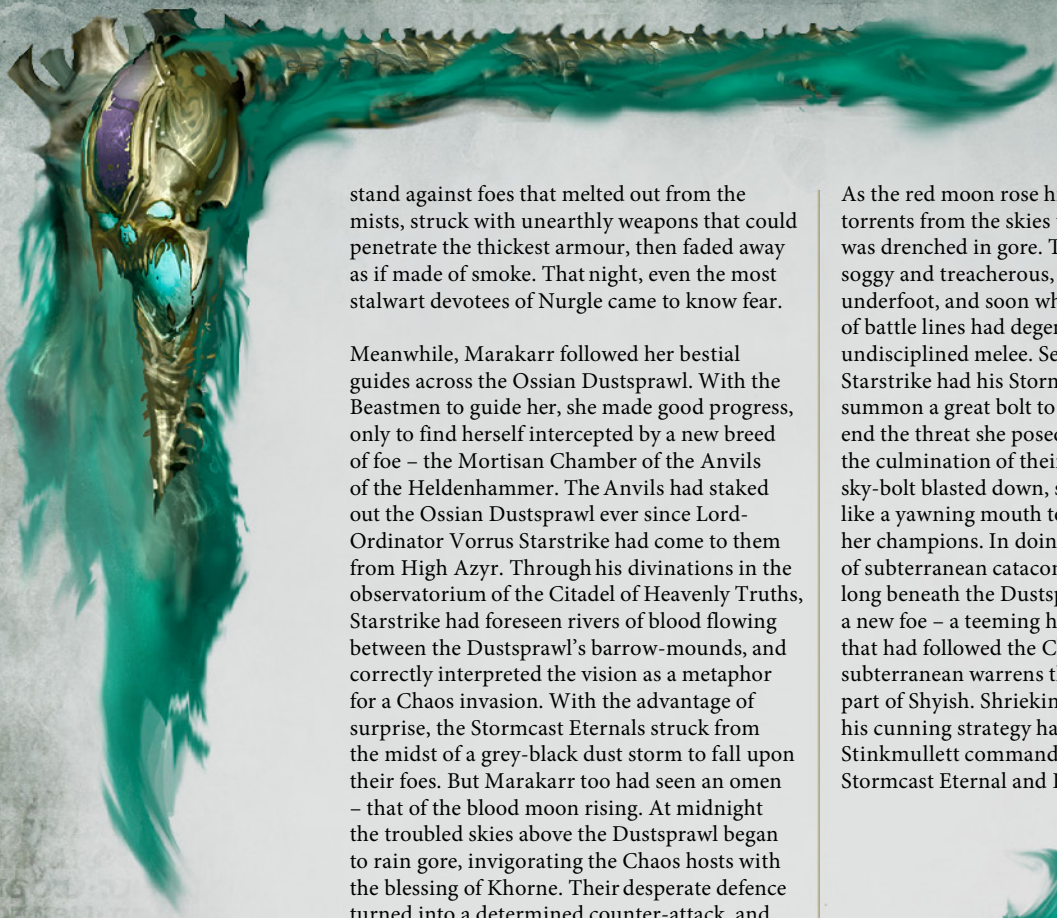 stand against foes that melted out from the
mists, struck with unearthly weapons that could
penetrate the thickest armour, then faded away
as if made of smoke. That night, even the most
stalwart devotees of Nurgle came to know fear.
Meanwhile, Marakarr followed her bestial
guides across the Ossian Dustsprawl. With the
Beastmen to guide her, she made good progress,
only to find herself intercepted by a new breed
of foe – the Mortisan Chamber of the Anvils
of the Heldenhammer. The Anvils had staked
out the Ossian Dustsprawl ever since Lord-
Ordinator Vorrus Starstrike had come to them
from High Azyr. Through his divinations in the
observatorium of the Citadel of Heavenly Truths,
Starstrike had foreseen rivers of blood flowing
between the Dustsprawl’s barrow-mounds, and
correctly interpreted the vision as a metaphor
for a Chaos invasion. With the advantage of
surprise, the Stormcast Eternals struck from
the midst of a grey-black dust storm to fall upon
their foes. But Marakarr too had seen an omen
– that of the blood moon rising. At midnight
the troubled skies above the Dustsprawl began
to rain gore, invigorating the Chaos hosts with
the blessing of Khorne. Their desperate defence
turned into a determined counter-attack, and
As the red moon rose
torrents from the skies
was drenched in gore.
soggy and treacherous,
underfoot, and soon
of battle lines had
undisciplined melee.
Starstrike had his
summon a great bolt to
end the threat she
the culmination of
sky-bolt blasted down,
like a yawning mouth
her champions. In
of subterranean
long beneath the
a new foe – a teeming
that had followed the
subterranean warrens
part of Shyish.
his cunning strategy
Stinkmullett
Stormcast Eternal and